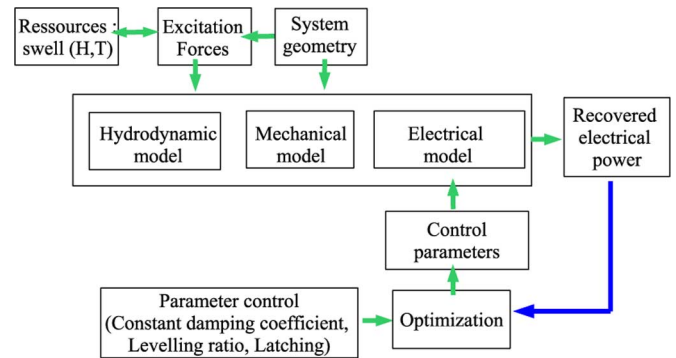 Ressources :
swell (H,T)
Excitation
Forces
System
geometry
Hydrodynamic
model
Mechanical
model
Electrical
model
Recovered
electrical
power
Control
parameters
Parameter control
(Constant damping coefficient,
Levelling ratio, Latching)
Optimization